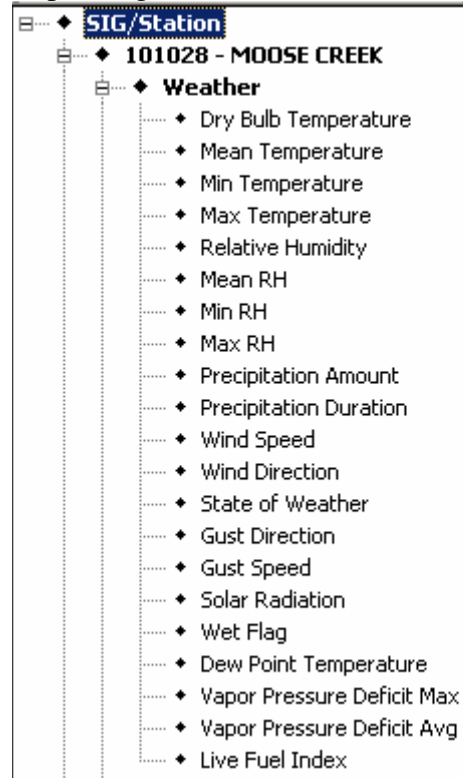 SIG/Station
101028 - MOOSE CREEK
Weather
Dry Bulb Temperature
Mean Temperature
Min Temperature
Max Temperature
Relative Humidity
Mean RH
Min RH
Max RH
Precipitation Amount
Precipitation Duration
Wind Speed
Wind Direction
State of Weather
Gust Direction
Gust Speed
Solar Radiation
Wet Flag
Dew Point Temperature
Vapor Pressure Deficit Max
Vapor Pressure Deficit Avg
Live Fuel Index